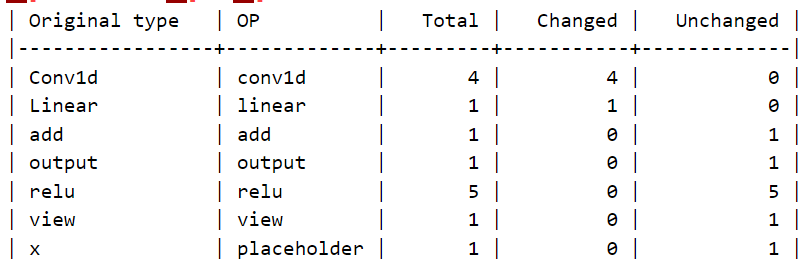 | Original type  | OP          |   Total |   Changed |   Unchanged |
|----------------+-------------+---------+-----------+-------------|
| Conv1d         | conv1d      |       4 |         4 |           0 |
| Linear         | linear      |       1 |         1 |           0 |
| add            | add         |       1 |         0 |           1 |
| output         | output      |       1 |         0 |           1 |
| relu           | relu        |       5 |         0 |           5 |
| view           | view        |       1 |         0 |           1 |
| x              | placeholder |       1 |         0 |           1 |